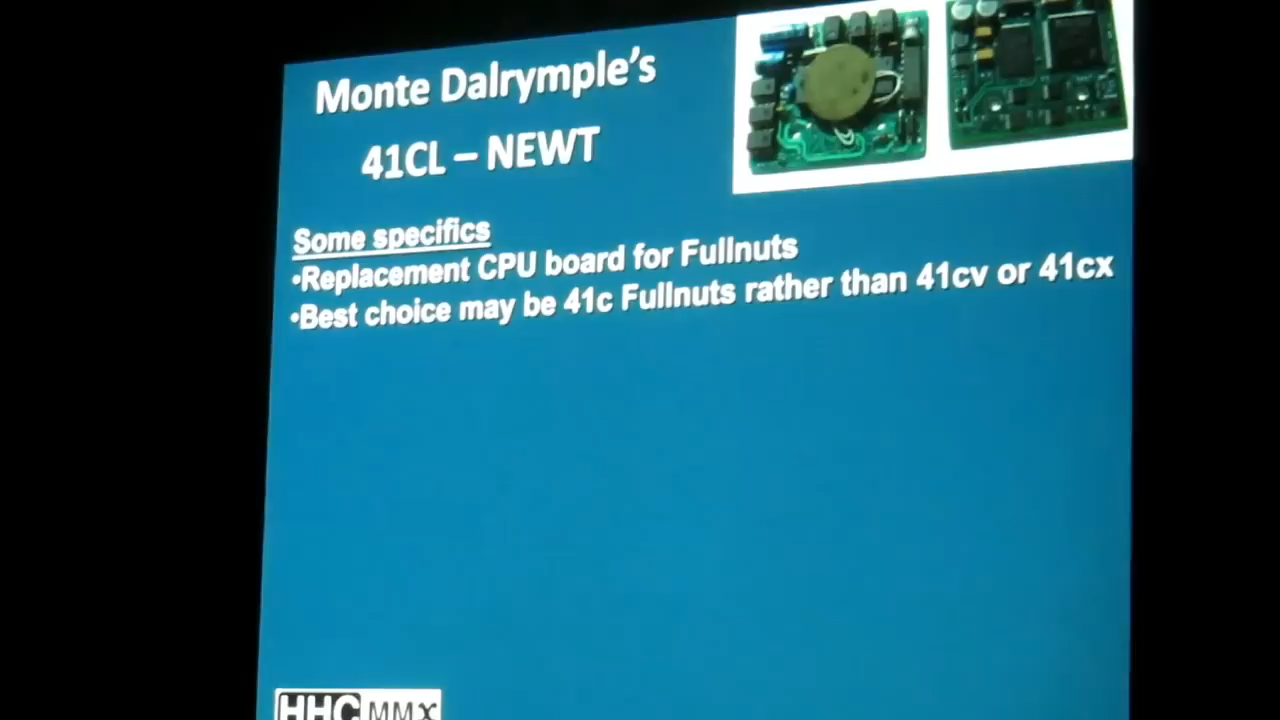 Monte Dalrymple's
41CL – NEWT
Some specifics
•Replacement CPU board for Fullnuts
•Best choice may be 41c Fullnuts rather than 41cv or 41cx
HHC MMX